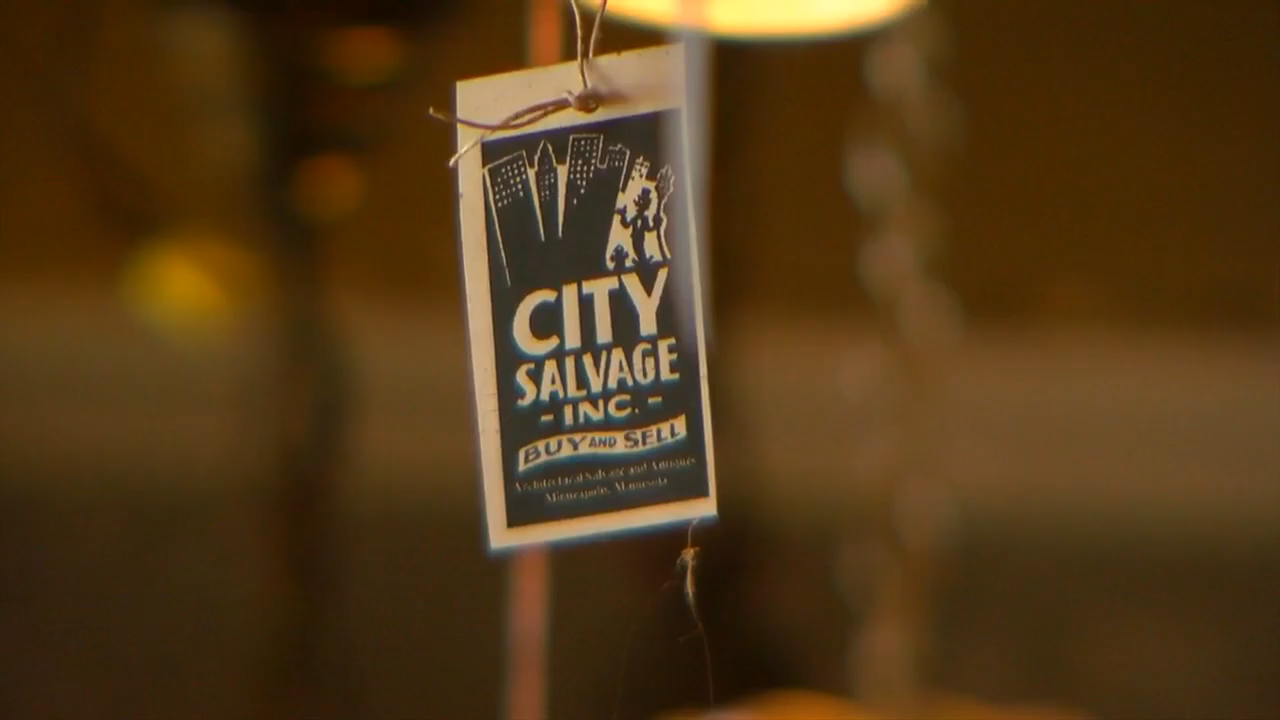 CITY
SALVAGE
- INC. -
BUY AND SELL
Architectural Salvage and Antiques
Minneapolis, Minnesota